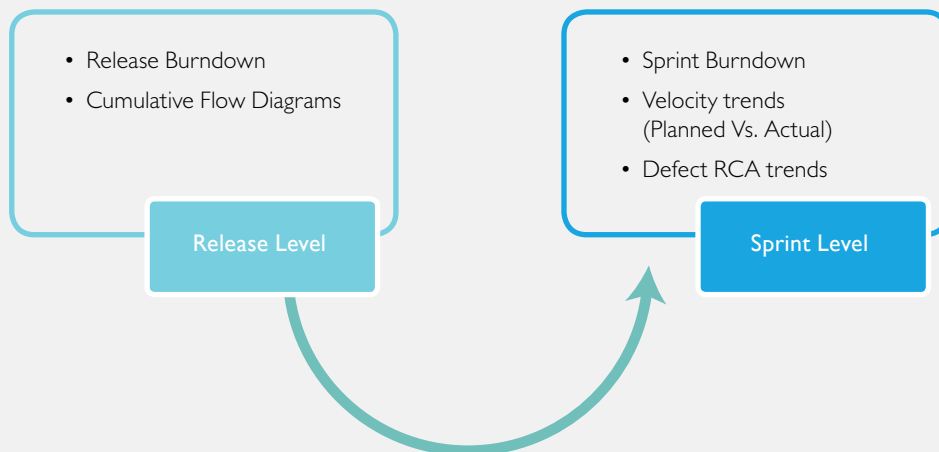 • Release Burndown
• Cumulative Flow Diagrams
Release Level
• Sprint Burndown
• Velocity trends
(Planned Vs. Actual)
• Defect RCA trends
Sprint Level